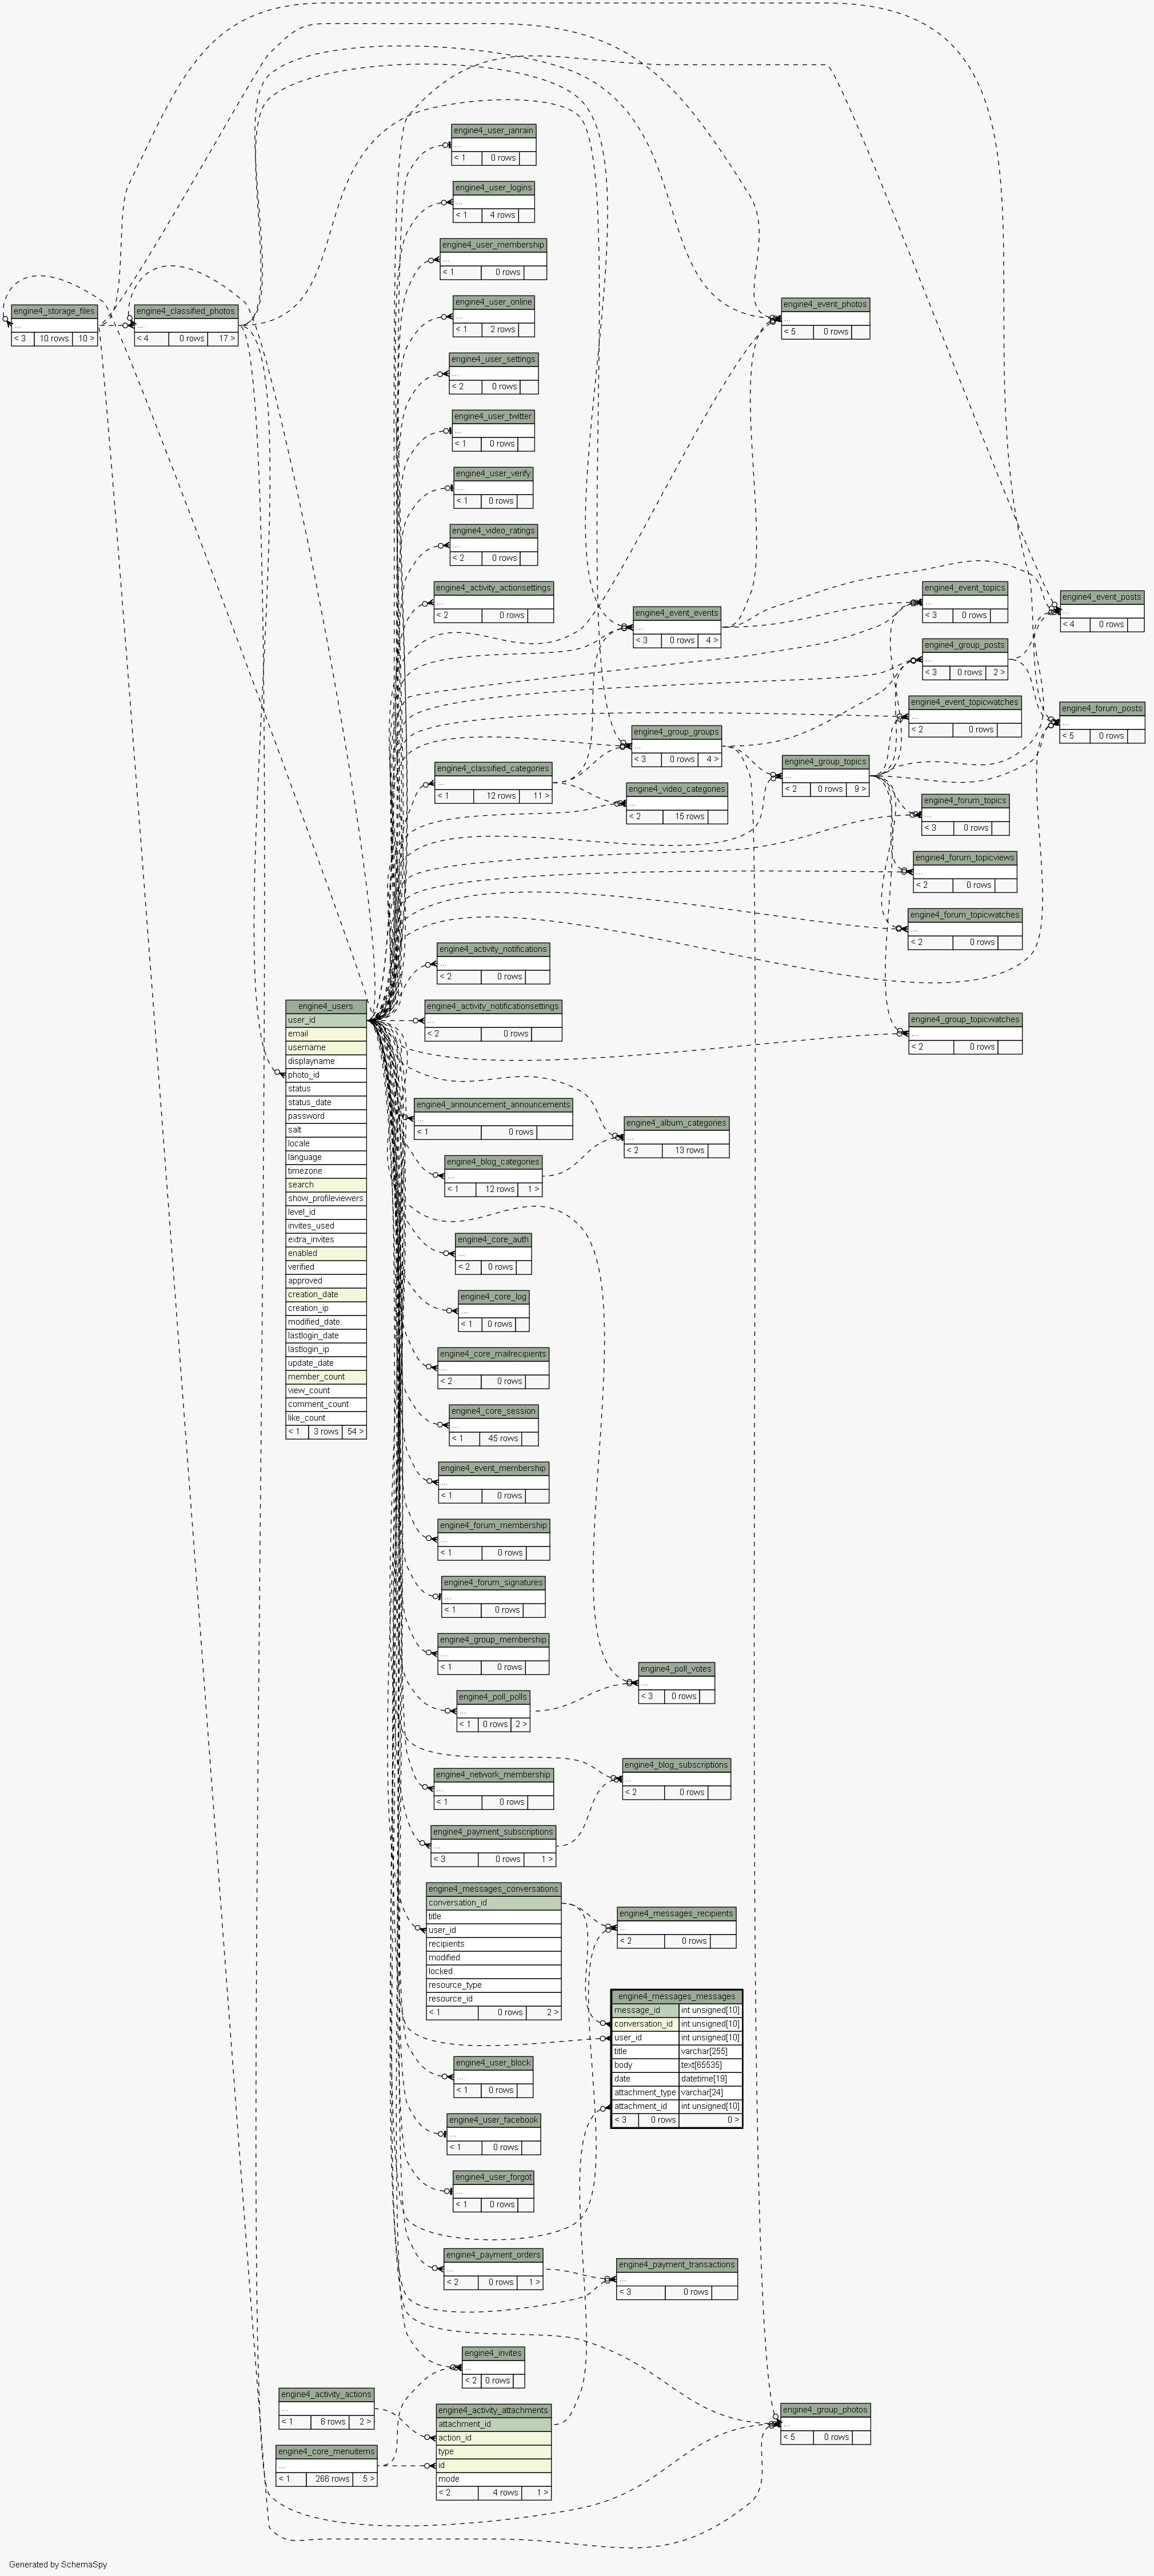 engine4_user_janrain
...
< 1 0 rows
engine4_user_logins
...
< 1 4 rows
engine4_user_membership
...
< 1 0 rows
engine4_user_online
...
< 1 2 rows
engine4_storage_files
...
< 3 10 rows 10 >
engine4_classified_photos
...
< 4 0 rows 17 >
engine4_event_photos
...
< 5 0 rows
engine4_user_settings
...
< 2 0 rows
engine4_user_twitter
...
< 1 0 rows
engine4_user_verify
...
< 1 0 rows
engine4_video_ratings
...
< 2 0 rows
engine4_activity_actionsettings
...
< 2 0 rows
engine4_event_events
...
< 3 0 rows 4 >
engine4_event_topics
...
< 3 0 rows
engine4_event_posts
...
< 4 0 rows
engine4_group_posts
...
< 3 0 rows 2 >
engine4_event_topicwatches
...
< 2 0 rows
engine4_forum_posts
...
< 5 0 rows
engine4_group_groups
...
< 3 0 rows 4 >
engine4_classified_categories
...
< 1 12 rows 11 >
engine4_video_categories
...
< 2 15 rows
engine4_group_topics
...
< 2 0 rows 9 >
engine4_forum_topics
...
< 3 0 rows
engine4_forum_topicviews
...
< 2 0 rows
engine4_forum_topicwatches
...
< 2 0 rows
engine4_activity_notifications
...
< 2 0 rows
engine4_activity_notificationsettings
...
< 2 0 rows
engine4_group_topicwatches
...
< 2 0 rows
engine4_users
user_id
email
username
displayname
photo_id
status
status_date
password
salt
locale
language
timezone
search
show_profileviewers
level_id
invites_used
extra_invites
enabled
verified
approved
creation_date
creation_ip
modified_date
lastlogin_date
lastlogin_ip
update_date
member_count
view_count
comment_count
like_count
< 1 3 rows 54 >
engine4_announcement_announcements
...
< 1 0 rows
engine4_album_categories
...
< 2 13 rows
engine4_blog_categories
...
< 1 12 rows 1 >
engine4_core_auth
...
< 2 0 rows
engine4_core_log
...
< 1 0 rows
engine4_core_mailrecipients
...
< 2 0 rows
engine4_core_session
...
< 1 45 rows
engine4_event_membership
...
< 1 0 rows
engine4_forum_membership
...
< 1 0 rows
engine4_forum_signatures
...
< 1 0 rows
engine4_group_membership
...
< 1 0 rows
engine4_poll_votes
...
< 3 0 rows
engine4_poll_polls
...
< 1 0 rows 2 >
engine4_blog_subscriptions
...
< 2 0 rows
engine4_network_membership
...
< 1 0 rows
engine4_payment_subscriptions
...
< 3 0 rows 1 >
engine4_messages_conversations
conversation_id
title
user_id
recipients
modified
locked
resource_type
resource_id
< 1 0 rows 2 >
engine4_messages_recipients
...
< 2 0 rows
engine4_messages_messages
message_id int unsigned[10]
conversation_id int unsigned[10]
user_id int unsigned[10]
title varchar[255]
body text[65535]
date datetime[19]
attachment_type varchar[24]
attachment_id int unsigned[10]
< 3 0 rows 0 >
engine4_user_block
...
< 1 0 rows
engine4_user_facebook
...
< 1 0 rows
engine4_user_forgot
...
< 1 0 rows
engine4_payment_orders
...
< 2 0 rows 1 >
engine4_payment_transactions
...
< 3 0 rows
engine4_invites
...
< 2 0 rows
engine4_activity_actions
...
< 1 6 rows 2 >
engine4_core_menuitems
...
< 1 266 rows 5 >
engine4_activity_attachments
attachment_id
action_id
type
id
mode
< 2 4 rows 1 >
engine4_group_photos
...
< 5 0 rows
Generated by SchemaSpy